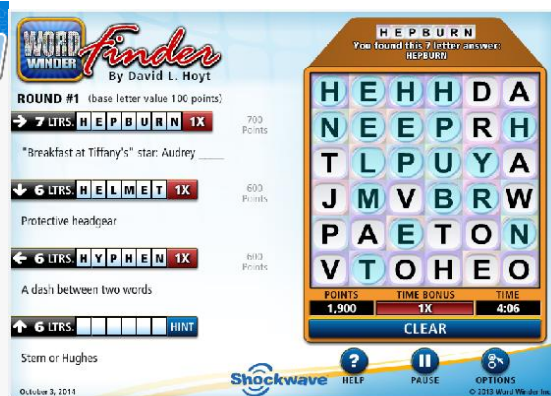 WORD
WINDER
Finder
By David L. Hoyt
ROUND #1 (base letter value 100 points)
7 LTRS. H E P B U R N 1X
700
Points
"Breakfast at Tiffany's" star: Audrey _____
6 LTRS. H E L M E T 1X
600
Points
Protective headgear
6 LTRS. H Y P H E N 1X
600
Points
A dash between two words
6 LTRS. HINT
Stern or Hughes
October 3, 2014
Shockwave
H E P B U R N
You found this 7 letter answer:
HEPBURN
H E H H D A
N E E P R H
T L P U Y A
J M V B R W
P A E T O N
V T O H E O
POINTS TIME BONUS TIME
1,900 1X 4:06
CLEAR
HELP PAUSE OPTIONS
© 2013 Word Winder Inc